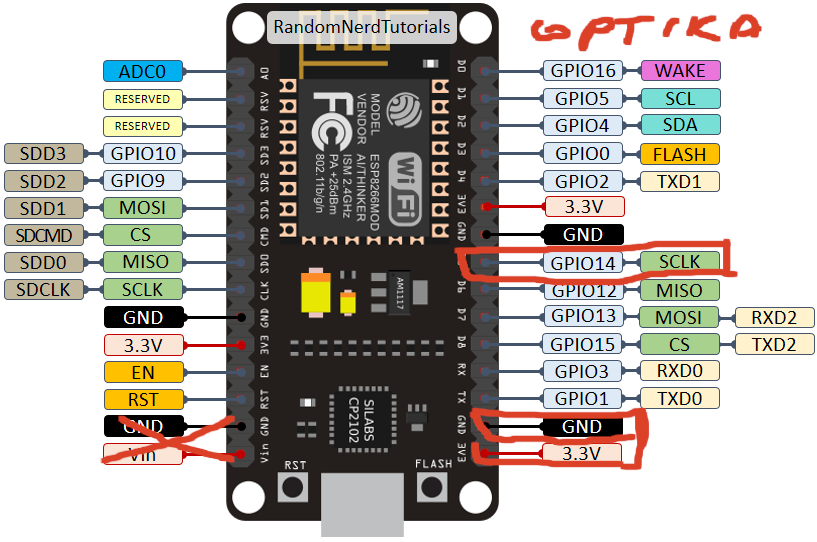 RandomNerdTutorials
OPTIKA
ADC0
RESERVED
RESERVED
SDD3 GPIO10
SDD2 GPIO9
SDD1 MOSI
SDCMD CS
SDD0 MISO
SDCLK SCLK
GND
3.3V
EN
RST
GND
Vin
A0
RSV
RSV
SD3
SD2
SD1
CMD
SD0
CLK
GND
3V3
EN
RST
GND
Vin
MODEL
VENDOR
ESP8266MOD
AI/THINKER
ISM 2.4GHz
PA +25dBm
802.11b/g/n
FC
Wi Fi
AM1117
SILABS
CP2102
RST
FLASH
D0
D1
D2
D3
D4
3V3
GND
D6
D7
D8
RX
TX
GND
3V3
GPIO16 WAKE
GPIO5 SCL
GPIO4 SDA
GPIO0 FLASH
GPIO2 TXD1
3.3V
GND
GPIO14 SCLK
GPIO12 MISO
GPIO13 MOSI RXD2
GPIO15 CS TXD2
GPIO3 RXD0
GPIO1 TXD0
GND
3.3V